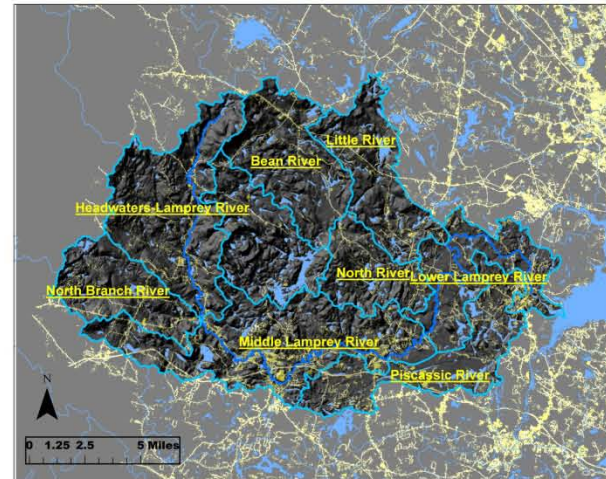 Little River
Bean River
Headwaters-Lamprey River
North River
Lower Lamprey River
North Branch River
Middle Lamprey River
Piscassic River
N
0 1.25 2.5 5 Miles